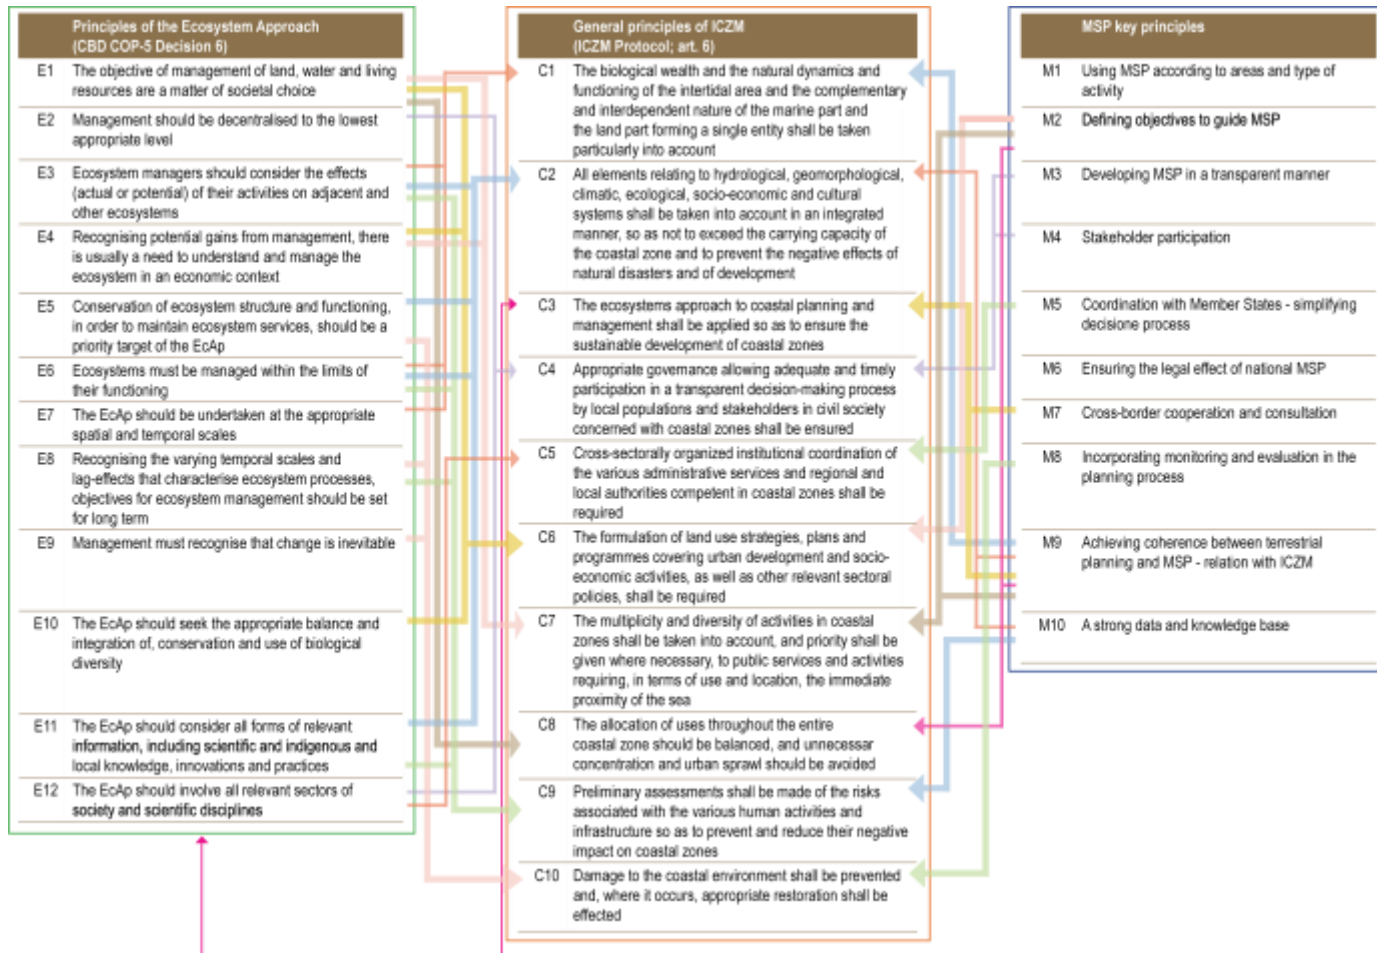 Principles of the Ecosystem Approach
(CBD COP-5 Decision 6)
E1 The objective of management of land, water and living
resources are a matter of societal choice
E2 Management should be decentralised to the lowest
appropriate level
E3 Ecosystem managers should consider the effects
(actual or potential) of their activities on adjacent and
other ecosystems
E4 Recognising potential gains from management, there
is usually a need to understand and manage the
ecosystem in an economic context
E5 Conservation of ecosystem structure and functioning,
in order to maintain ecosystem services, should be a
priority target of the EcAp
E6 Ecosystems must be managed within the limits of
their functioning
E7 The EcAp should be undertaken at the appropriate
spatial and temporal scales
E8 Recognising the varying temporal scales and
lag-effects that characterise ecosystem processes,
objectives for ecosystem management should be set
for long term
E9 Management must recognise that change is inevitable
E10 The EcAp should seek the appropriate balance and
integration of, conservation and use of biological
diversity
E11 The EcAp should consider all forms of relevant
information, including scientific and indigenous and
local knowledge, innovations and practices
E12 The EcAp should involve all relevant sectors of
society and scientific disciplines
General principles of ICZM
(ICZM Protocol; art. 6)
C1 The biological wealth and the natural dynamics and
functioning of the intertidal area and the complementary
and interdependent nature of the marine part and
the land part forming a single entity shall be taken
particularly into account
C2 All elements relating to hydrological, geomorphological,
climatic, ecological, socio-economic and cultural
systems shall be taken into account in an integrated
manner, so as not to exceed the carrying capacity of
the coastal zone and to prevent the negative effects of
natural disasters and of development
C3 The ecosystems approach to coastal planning and
management shall be applied so as to ensure the
sustainable development of coastal zones
C4 Appropriate governance allowing adequate and timely
participation in a transparent decision-making process
by local populations and stakeholders in civil society
concerned with coastal zones shall be ensured
C5 Cross-sectorally organized institutional coordination of
the various administrative services and regional and
local authorities competent in coastal zones shall be
required
C6 The formulation of land use strategies, plans and
programmes covering urban development and socio-
economic activities, as well as other relevant sectoral
policies, shall be required
C7 The multiplicity and diversity of activities in coastal
zones shall be taken into account, and priority shall be
given where necessary, to public services and activities
requiring, in terms of use and location, the immediate
proximity of the sea
C8 The allocation of uses throughout the entire
coastal zone should be balanced, and unnecessar
concentration and urban sprawl should be avoided
C9 Preliminary assessments shall be made of the risks
associated with the various human activities and
infrastructure so as to prevent and reduce their negative
impact on coastal zones
C10 Damage to the coastal environment shall be prevented
and, where it occurs, appropriate restoration shall be
effected
MSP key principles
M1 Using MSP according to areas and type of
activity
M2 Defining objectives to guide MSP
M3 Developing MSP in a transparent manner
M4 Stakeholder participation
M5 Coordination with Member States - simplifying
decisione process
M6 Ensuring the legal effect of national MSP
M7 Cross-border cooperation and consultation
M8 Incorporating monitoring and evaluation in the
planning process
M9 Achieving coherence between terrestrial
planning and MSP - relation with ICZM
M10 A strong data and knowledge base